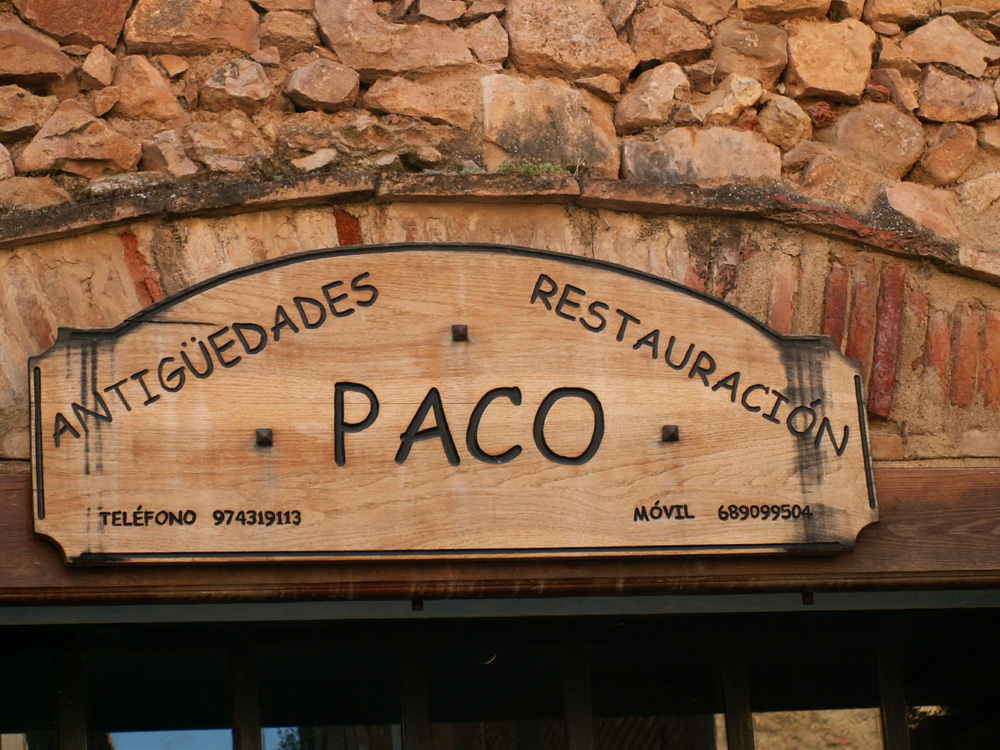 ANTIGÜEDADES RESTAURACIÓN
PACO
TELÉFONO 974319113 MÓVIL 689099504